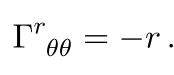 Γ^r_{θθ} = −r .